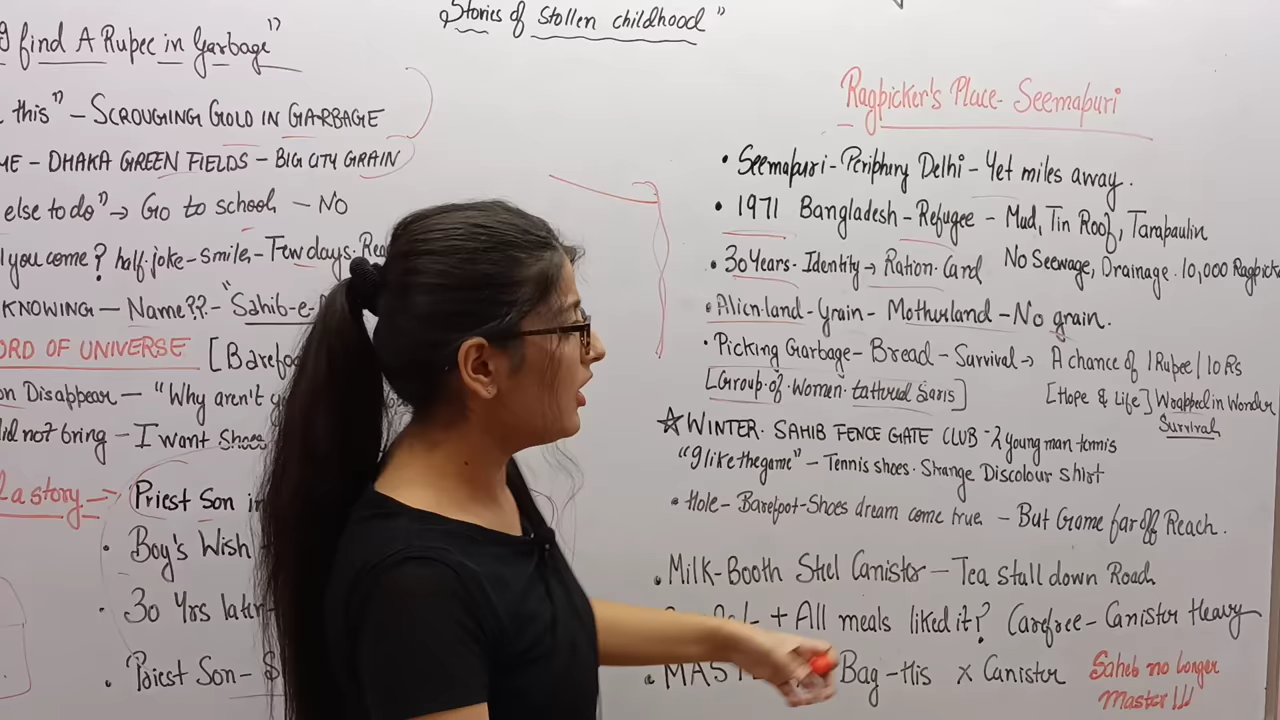 Stories of Stollen childhood"
find A Rupee in Garbage"
this" – SCROUGING GOLD IN GARBAGE
ME – DHAKA GREEN FIELDS – BIG CITY GRAIN
else to do" → Go to school – No
you come? half-joke-smile- Few days.
KNOWING – Name?? - "Sahib-e-
ORD OF UNIVERSE [Barefoo
on Disappear – "Why aren't
did not bring – I want Shoes
a story → Priest Son in
• Boy's Wish
• 30 Yrs later-
• Priest Son- $
Ragpicker's Place- Seemapuri
• Seemapuri- Periphery Delhi – Yet miles away.
• 1971 Bangladesh – Refugee – Mud, Tin Roof, Tarapaulin
• 30 Years. Identity → Ration Card No Seewage, Drainage. 10,000 Ragpick
• Alien land – Grain – Motherland – No grain.
• Picking Garbage – Bread – Survival → A chance of 1 Rupee / 10 Rs
[Group of Women tattured Saris] [Hope & Life] Wrapped in Wonder
Survival
☆ WINTER. SAHIB FENCE GATE CLUB - 2 young man tennis
"I like the game" – Tennis shoes. Strange Discolour Shirt
• Hole – Barefoot-Shoes dream come true – But Game far off Reach.
• Milk-Booth Steel Canister – Tea stall down Road
+ All meals liked it? Carefree – Canister Heavy
• MAS Bag-His x Canister Saheb no longer
Master !!!